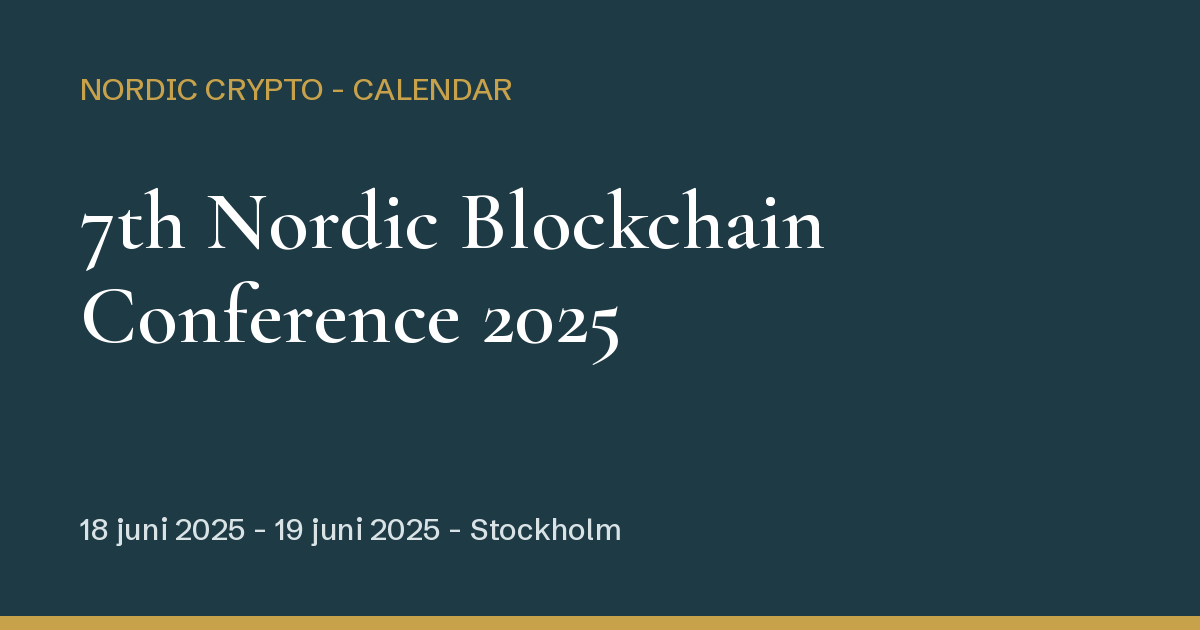 NORDIC CRYPTO - CALENDAR
7th Nordic Blockchain
Conference 2025
18 juni 2025 - 19 juni 2025 - Stockholm